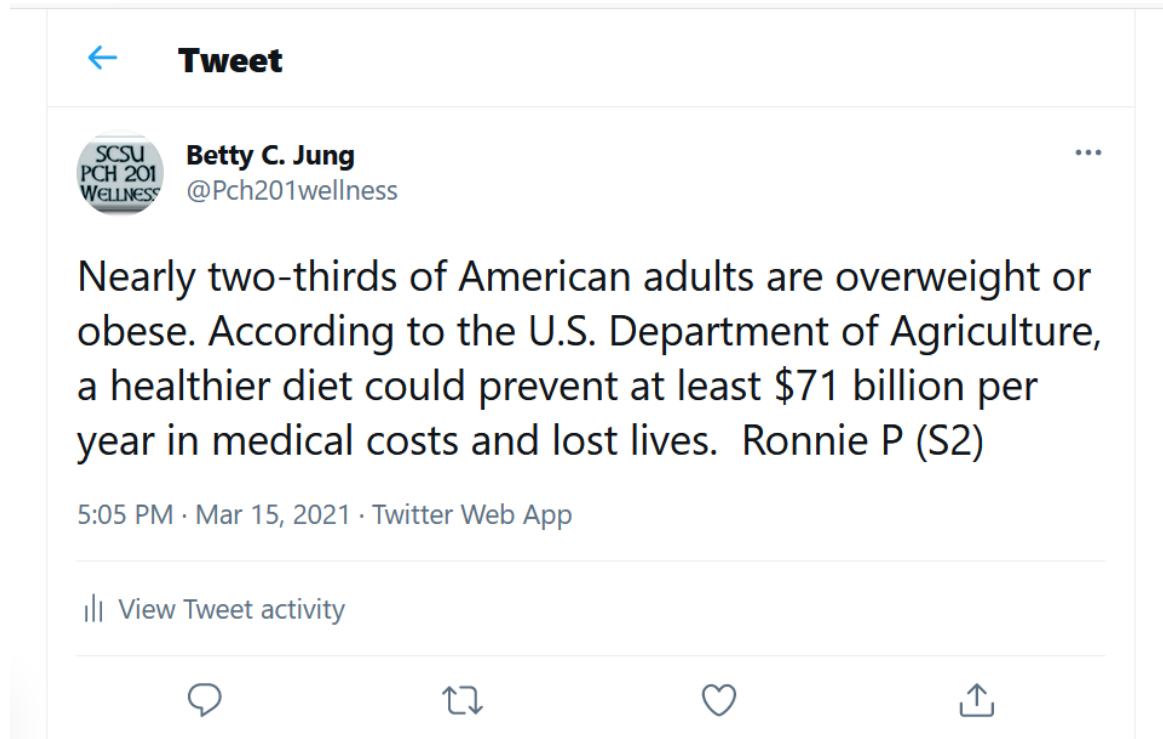 Tweet
SCSU
PCH 201
WELLNESS
Betty C. Jung
@Pch201wellness
Nearly two-thirds of American adults are overweight or
obese. According to the U.S. Department of Agriculture,
a healthier diet could prevent at least $71 billion per
year in medical costs and lost lives.  Ronnie P (S2)
5:05 PM · Mar 15, 2021 · Twitter Web App
View Tweet activity